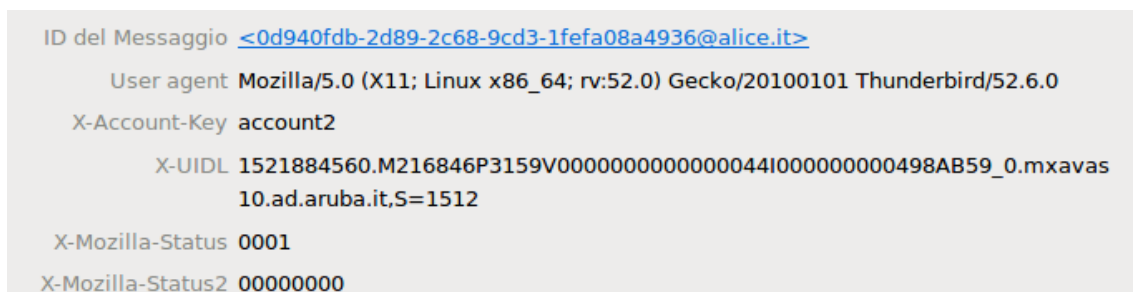 ID del Messaggio <0d940fdb-2d89-2c68-9cd3-1fefa08a4936@alice.it>
User agent Mozilla/5.0 (X11; Linux x86_64; rv:52.0) Gecko/20100101 Thunderbird/52.6.0
X-Account-Key account2
X-UIDL 1521884560.M216846P3159V0000000000000044I000000000498AB59_0.mxavas
10.ad.aruba.it,S=1512
X-Mozilla-Status 0001
X-Mozilla-Status2 00000000